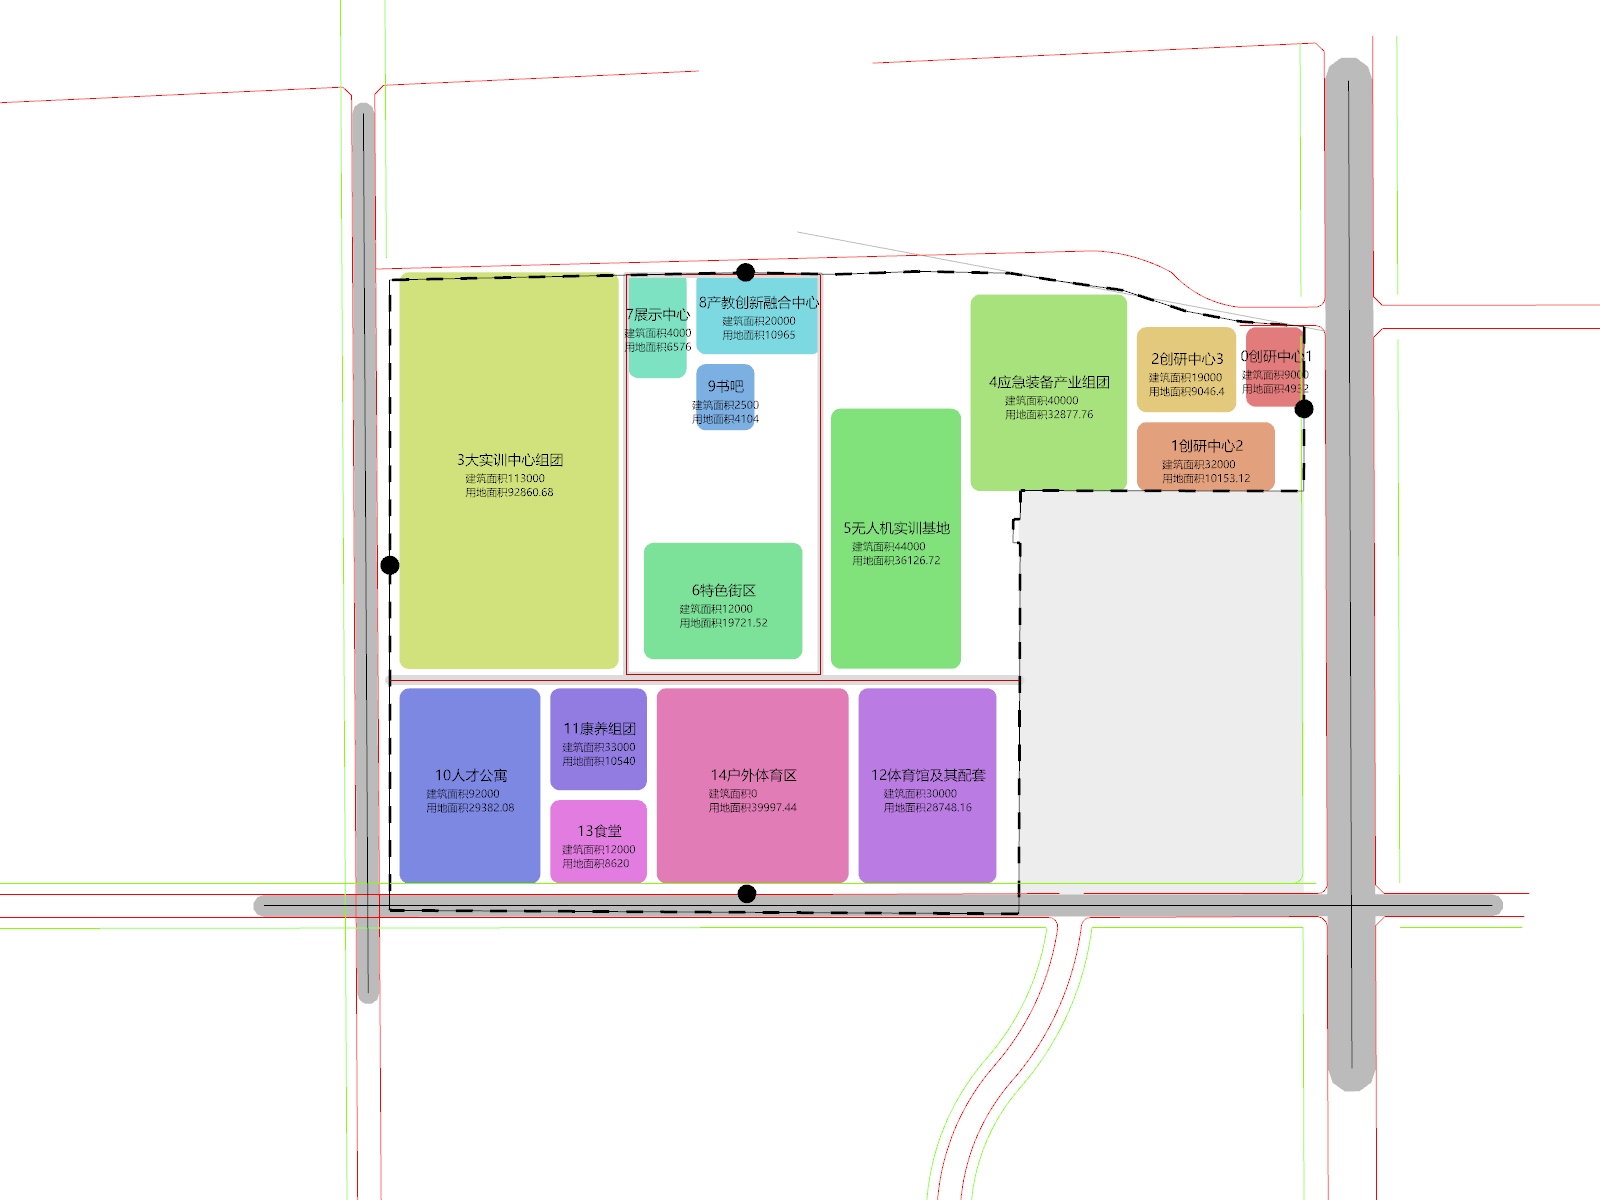 7展示中心
建筑面积4000
用地面积6576
8产教创新融合中心
建筑面积20000
用地面积10965
9书吧
建筑面积2500
用地面积4104
4应急装备产业组团
建筑面积40000
用地面积32877.76
2创研中心3
建筑面积19000
用地面积9046.4
0创研中心1
建筑面积9000
用地面积4932
1创研中心2
建筑面积32000
用地面积10153.12
3大实训中心组团
建筑面积113000
用地面积92860.68
5无人机实训基地
建筑面积44000
用地面积36126.72
6特色街区
建筑面积12000
用地面积19721.52
10人才公寓
建筑面积92000
用地面积29382.08
11康养组团
建筑面积33000
用地面积10540
13食堂
建筑面积12000
用地面积8620
14户外体育区
建筑面积0
用地面积39997.44
12体育馆及其配套
建筑面积30000
用地面积28748.16